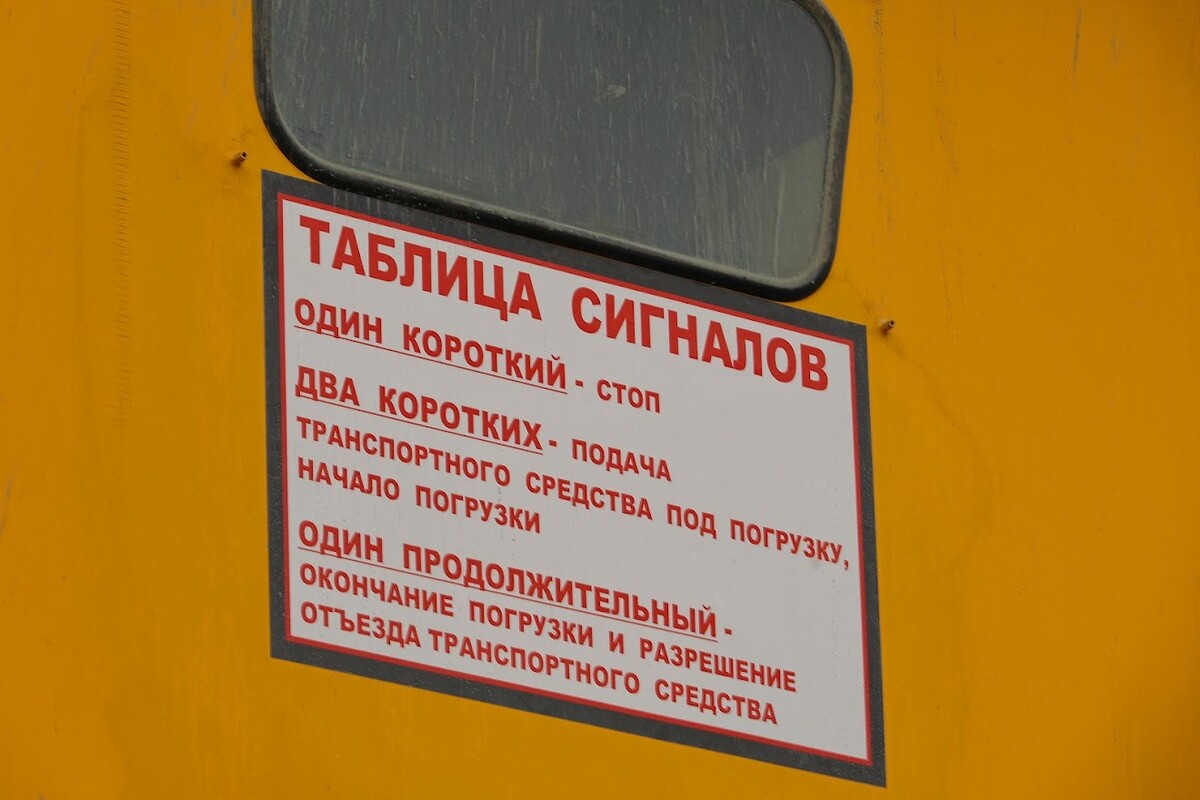 ТАБЛИЦА СИГНАЛОВ
ОДИН КОРОТКИЙ - СТОП
ДВА КОРОТКИХ - ПОДАЧА
ТРАНСПОРТНОГО СРЕДСТВА ПОД ПОГРУЗКУ,
НАЧАЛО ПОГРУЗКИ
ОДИН ПРОДОЛЖИТЕЛЬНЫЙ -
ОКОНЧАНИЕ ПОГРУЗКИ И РАЗРЕШЕНИЕ
ОТЪЕЗДА ТРАНСПОРТНОГО СРЕДСТВА